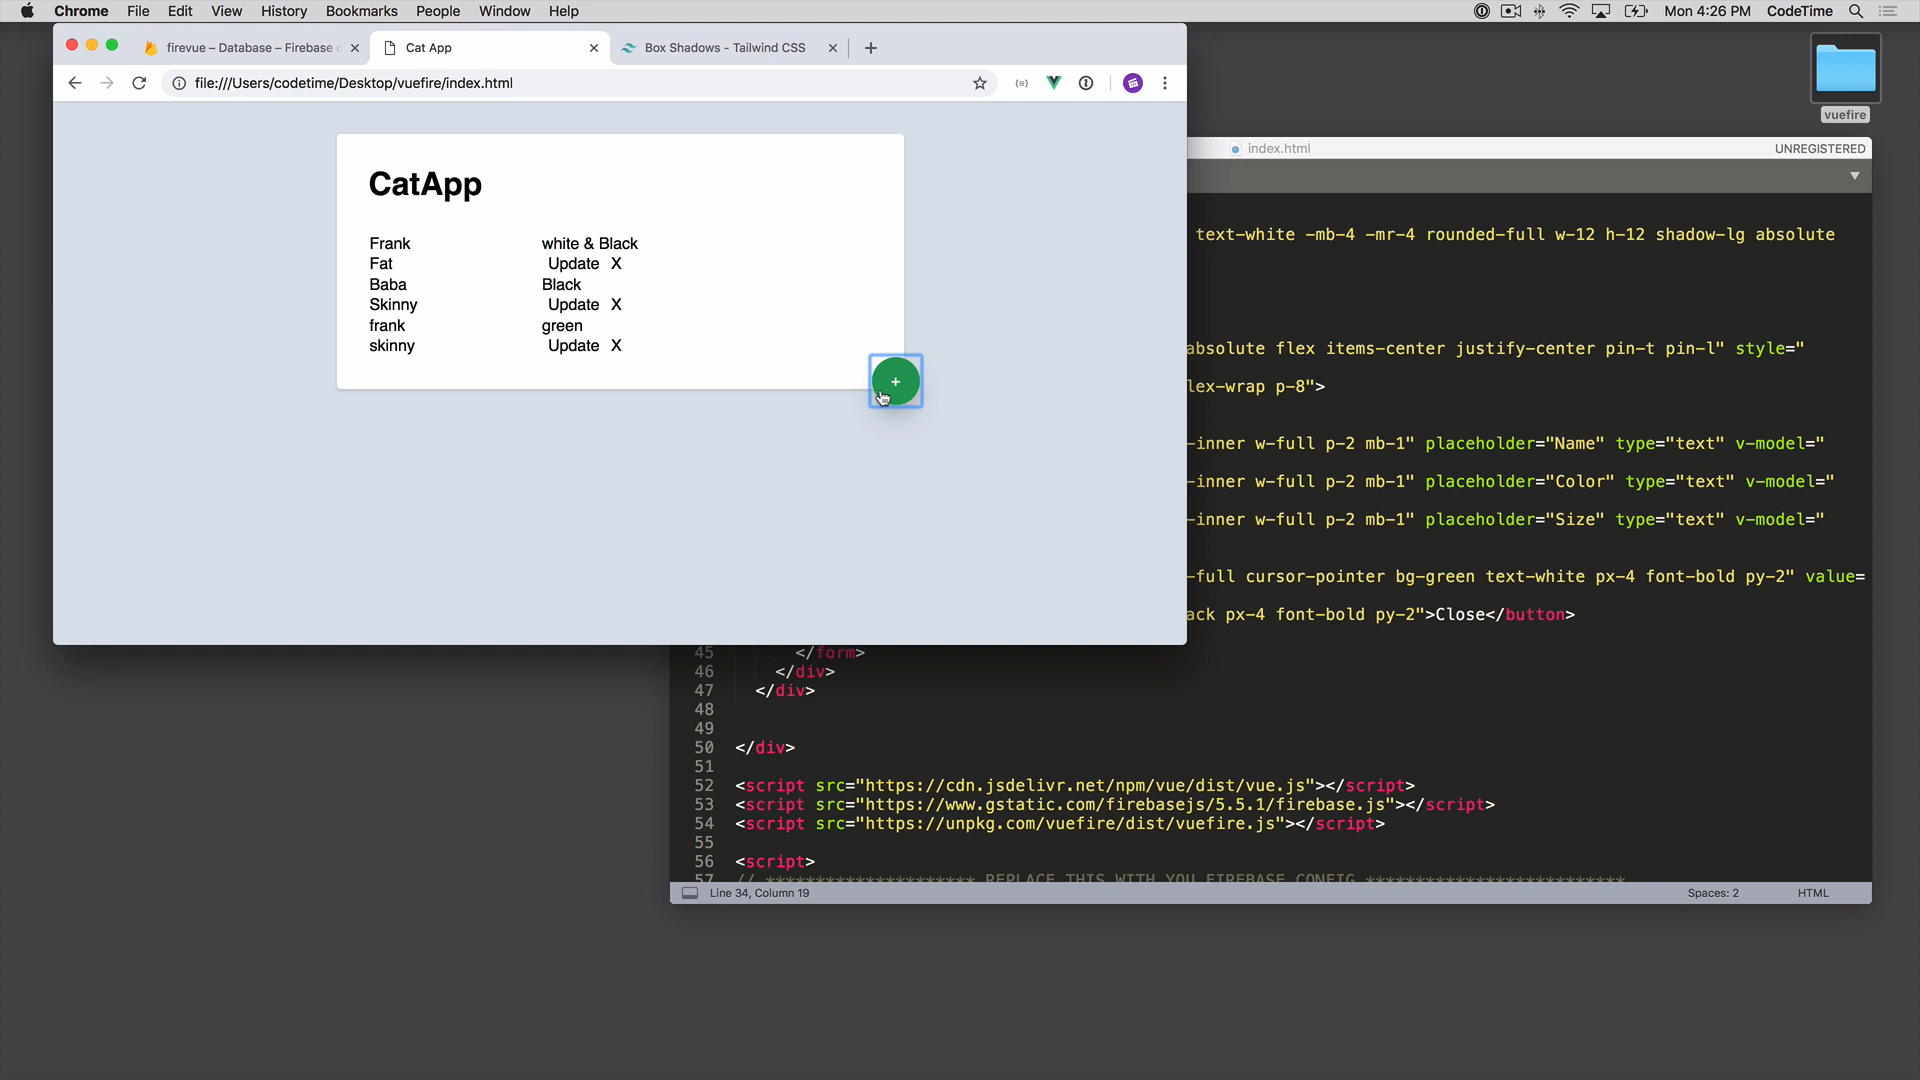 Chrome File Edit View History Bookmarks People Window Help
Mon 4:26 PM CodeTime
firevue – Database – Firebase
Cat App
Box Shadows - Tailwind CSS
file:///Users/codetime/Desktop/vuefire/index.html
vuefire
CatApp
Frank white & Black
Fat Update X
Baba Black
Skinny Update X
frank green
skinny Update X
+
index.html
UNREGISTERED
text-white -mb-4 -mr-4 rounded-full w-12 h-12 shadow-lg absolute
absolute flex items-center justify-center pin-t pin-l" style="
lex-wrap p-8">
-inner w-full p-2 mb-1" placeholder="Name" type="text" v-model="
-inner w-full p-2 mb-1" placeholder="Color" type="text" v-model="
-inner w-full p-2 mb-1" placeholder="Size" type="text" v-model="
-full cursor-pointer bg-green text-white px-4 font-bold py-2" value=
ack px-4 font-bold py-2">Close</button>
45 </form>
46 </div>
47 </div>
48
49
50 </div>
51
52 <script src="https://cdn.jsdelivr.net/npm/vue/dist/vue.js"></script>
53 <script src="https://www.gstatic.com/firebasejs/5.5.1/firebase.js"></script>
54 <script src="https://unpkg.com/vuefire/dist/vuefire.js"></script>
55
56 <script>
57 // ********************* REPLACE THIS WITH YOU FIREBASE CONFIG **************************
Line 34, Column 19
Spaces: 2
HTML